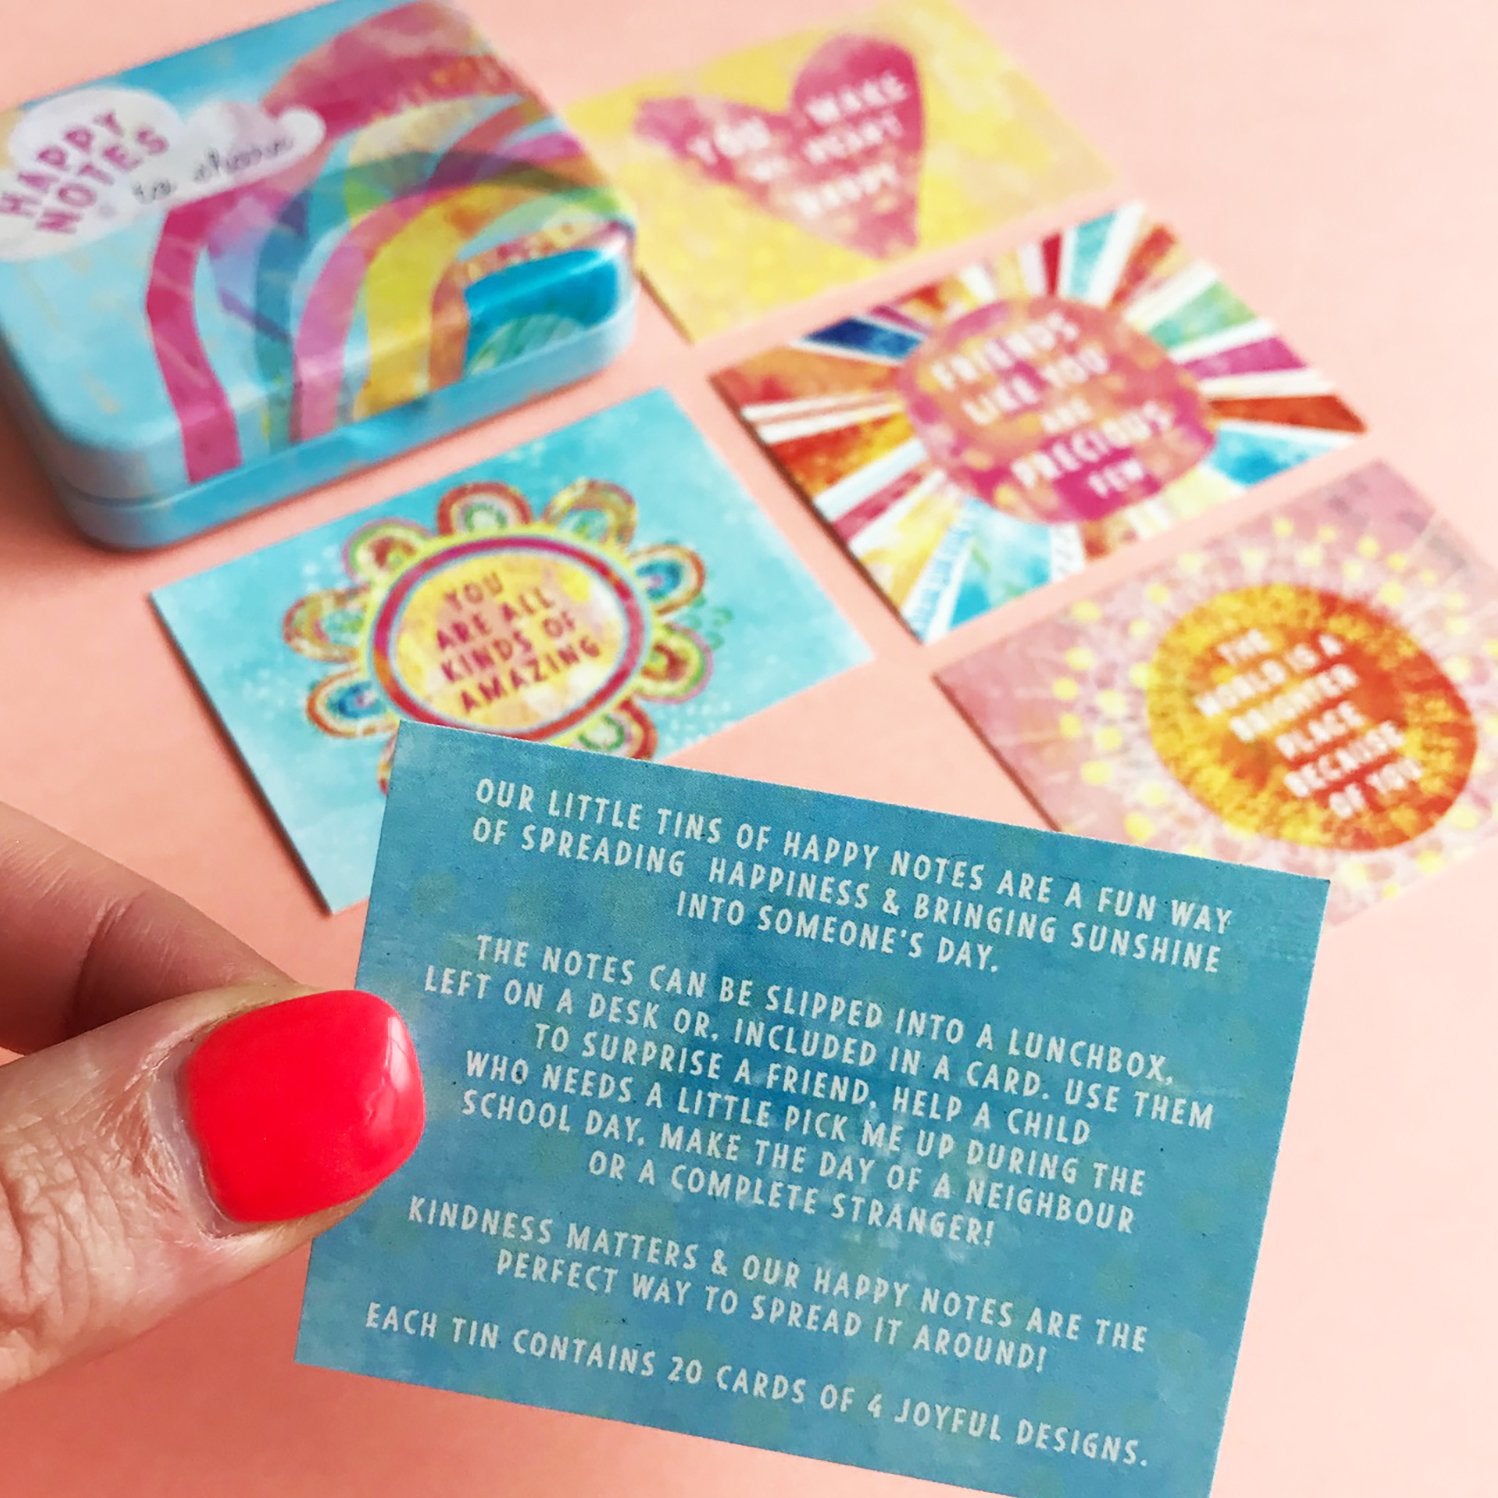 HAPPY
NOTES
to share
YOU MAKE
MY HEART
HAPPY
FRIENDS
LIKE YOU
ARE
PRECIOUS
FEW
YOU
ARE ALL
KINDS OF
AMAZING
THE
WORLD IS A
BRIGHTER
PLACE
BECAUSE
OF YOU
OUR LITTLE TINS OF HAPPY NOTES ARE A FUN WAY
OF SPREADING HAPPINESS & BRINGING SUNSHINE
INTO SOMEONE'S DAY.
THE NOTES CAN BE SLIPPED INTO A LUNCHBOX,
LEFT ON A DESK OR, INCLUDED IN A CARD. USE THEM
TO SURPRISE A FRIEND, HELP A CHILD
WHO NEEDS A LITTLE PICK ME UP DURING THE
SCHOOL DAY, MAKE THE DAY OF A NEIGHBOUR
OR A COMPLETE STRANGER!
KINDNESS MATTERS & OUR HAPPY NOTES ARE THE
PERFECT WAY TO SPREAD IT AROUND!
EACH TIN CONTAINS 20 CARDS OF 4 JOYFUL DESIGNS.